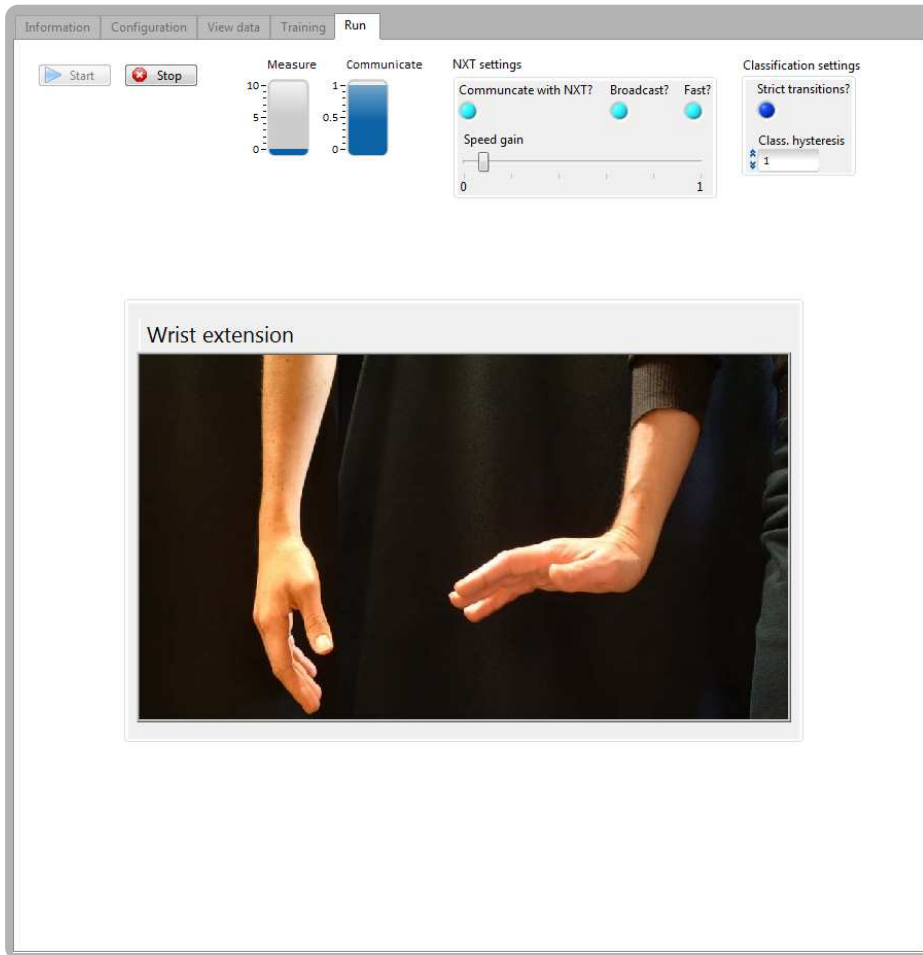 Information Configuration View data Training Run
Start Stop
Measure Communicate
10 5 0
1 0.5 0
NXT settings
Communcate with NXT? Broadcast? Fast?
Speed gain
0 1
Classification settings
Strict transitions?
Class. hysteresis
1
Wrist extension